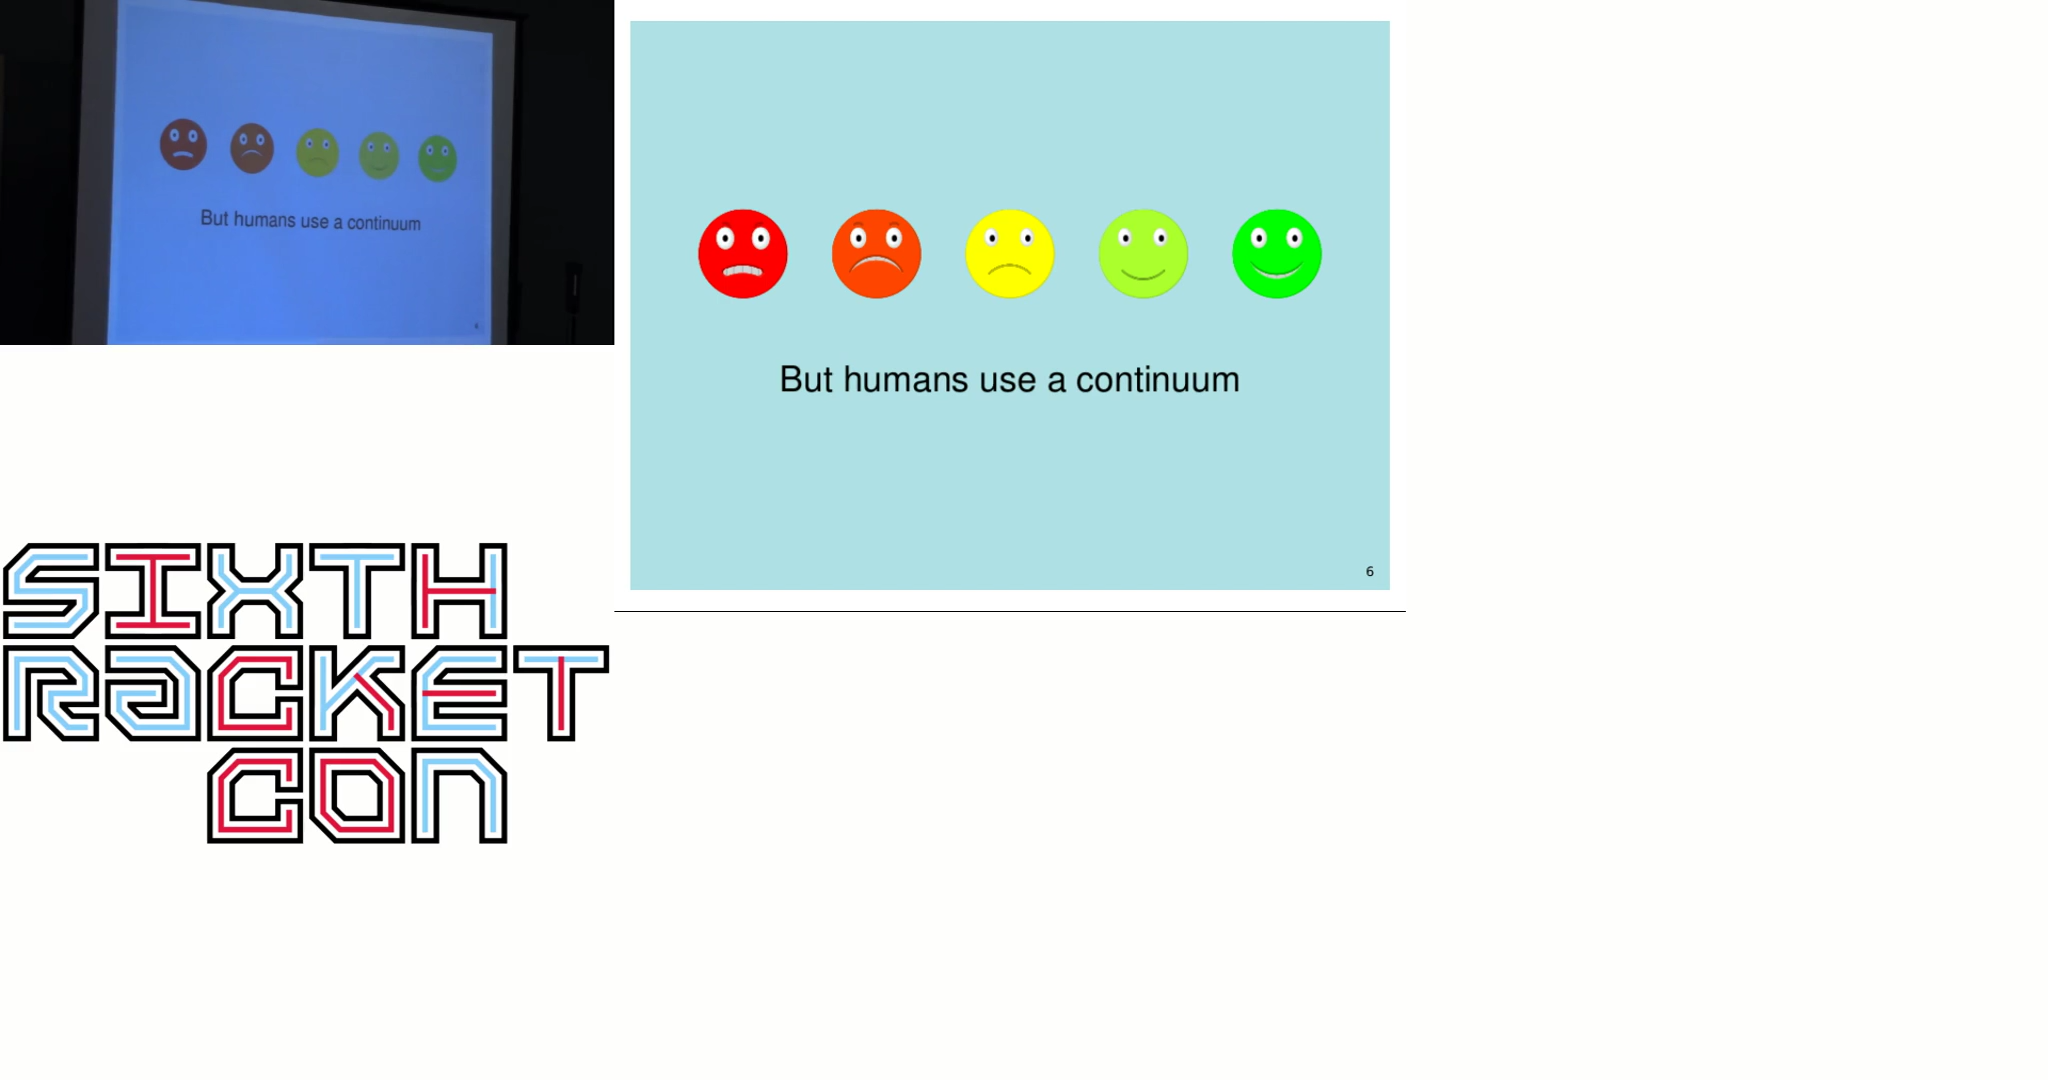 But humans use a continuum
But humans use a continuum
6
SIXTH
RACKET
CON